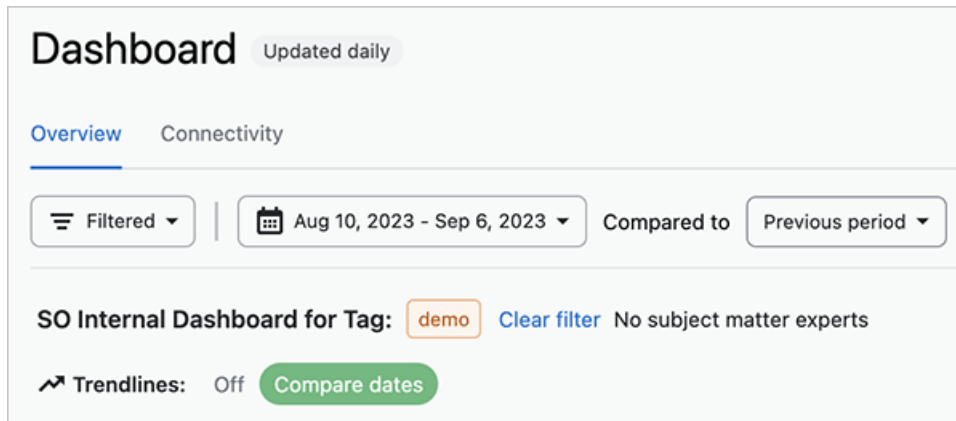 Dashboard Updated daily
Overview Connectivity
Filtered Aug 10, 2023 - Sep 6, 2023 Compared to Previous period
SO Internal Dashboard for Tag: demo Clear filter No subject matter experts
Trendlines: Off Compare dates